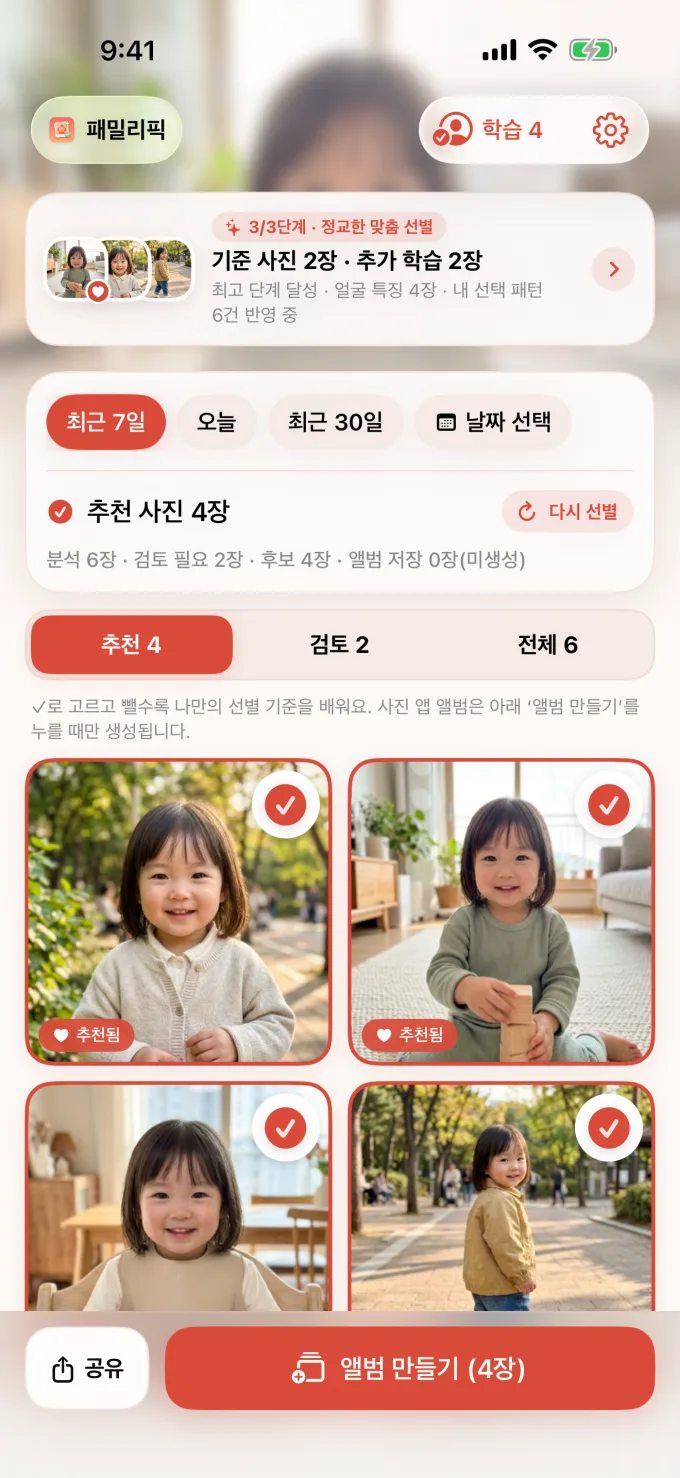 9:41
패밀리픽
학습 4
3/3단계 · 정교한 맞춤 선별
기준 사진 2장 · 추가 학습 2장
최고 단계 달성 · 얼굴 특징 4장 · 내 선택 패턴
6건 반영 중
최근 7일 오늘 최근 30일 날짜 선택
추천 사진 4장 다시 선별
분석 6장 · 검토 필요 2장 · 후보 4장 · 앨범 저장 0장(미생성)
추천 4 검토 2 전체 6
✓로 고르고 뺄수록 나만의 선별 기준을 배워요. 사진 앱 앨범은 아래 ‘앨범 만들기’를
누를 때만 생성됩니다.
추천됨 추천됨
공유 앨범 만들기 (4장)